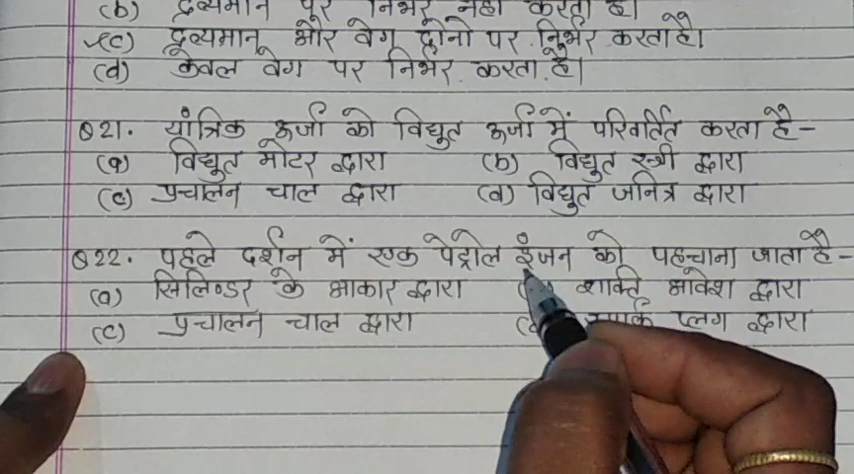 (b) द्रव्यमान पर निर्भर नही करता है।
(c) द्रव्यमान और वेग दोनो पर निर्भर करता है।
(d) केवल वेग पर निर्भर करता है।
Q21. यांत्रिक ऊर्जा को विद्युत ऊर्जा में परिवर्तित करता है-
(a) विद्युत मोटर द्वारा (b) विद्युत स्त्री द्वारा
(c) प्रचालन चाल द्वारा (d) विद्युत जनित्र द्वारा
Q22. पहले दर्शन में एक पेट्रोल इंजन को पहचाना जाता है-
(a) सिलिण्डर के आकार द्वारा शक्ति आवेश द्वारा
(c) प्रचालन चाल द्वारा प्लग द्वारा